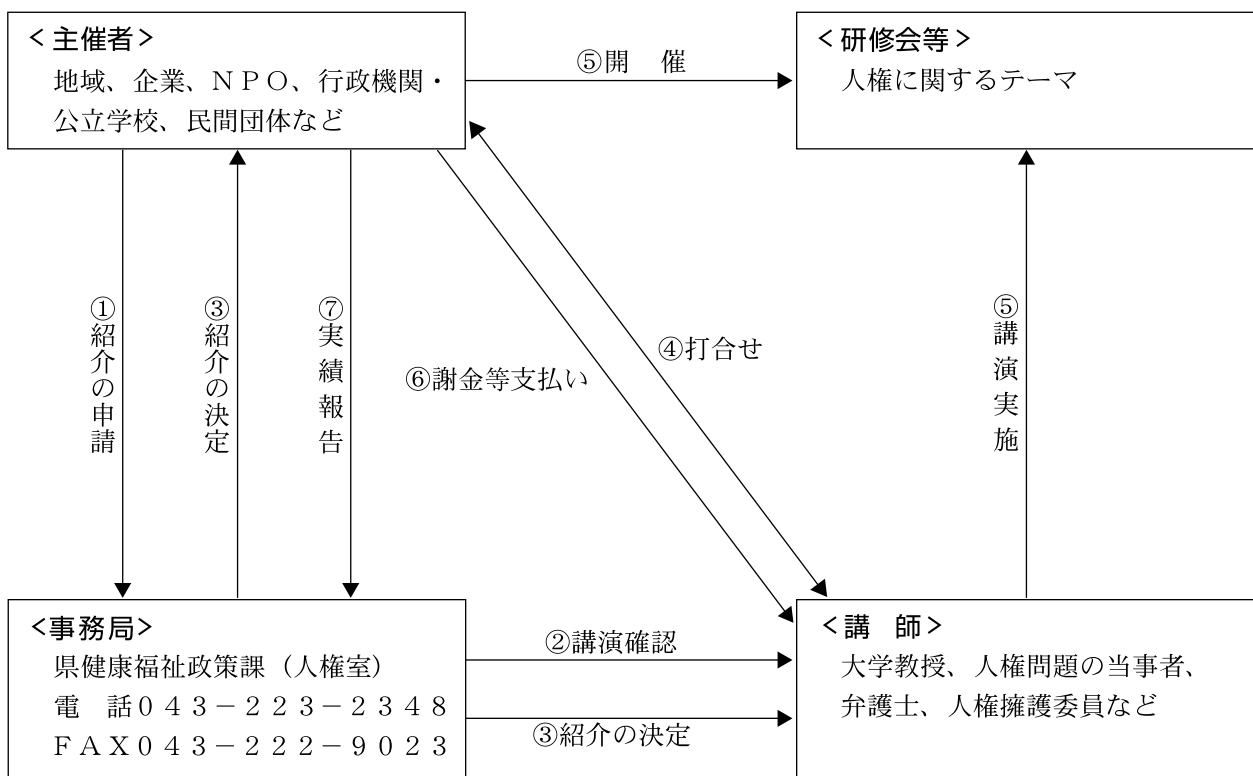 ＜主催者＞
地域、企業、ＮＰＯ、行政機関・
公立学校、民間団体など
⑤開　催
＜研修会等＞
人権に関するテーマ
①紹介の申請
③紹介の決定
⑦実績報告
⑥謝金等支払い
④打合せ
⑤講演実施
＜事務局＞
県健康福祉政策課（人権室）
電　話０４３－２２３－２３４８
ＦＡＸ０４３－２２２－９０２３
②講演確認
③紹介の決定
＜講　師＞
大学教授、人権問題の当事者、
弁護士、人権擁護委員など